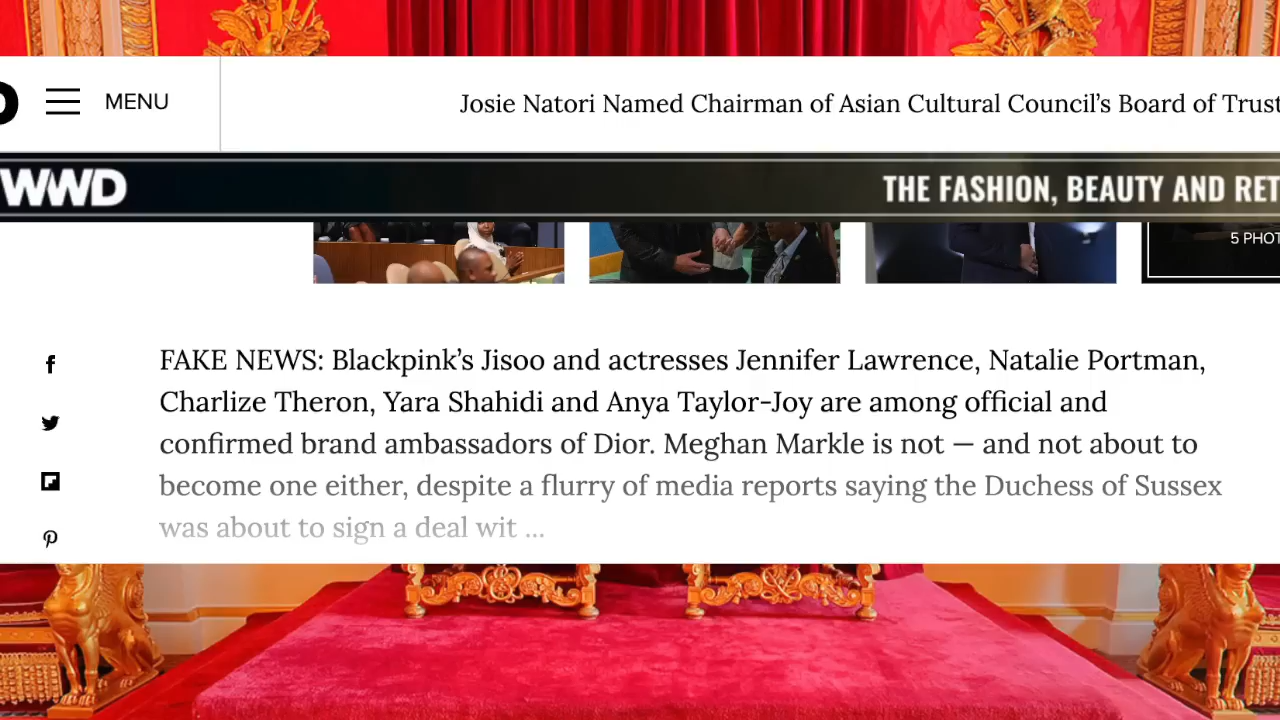 MENU
Josie Natori Named Chairman of Asian Cultural Council’s Board of
WWD
THE FASHION, BEAUTY AND
5
FAKE NEWS: Blackpink’s Jisoo and actresses Jennifer Lawrence, Natalie Portman,
Charlize Theron, Yara Shahidi and Anya Taylor-Joy are among official and
confirmed brand ambassadors of Dior. Meghan Markle is not — and not about to
become one either, despite a flurry of media reports saying the Duchess of Sussex
was about to sign a deal wit ...